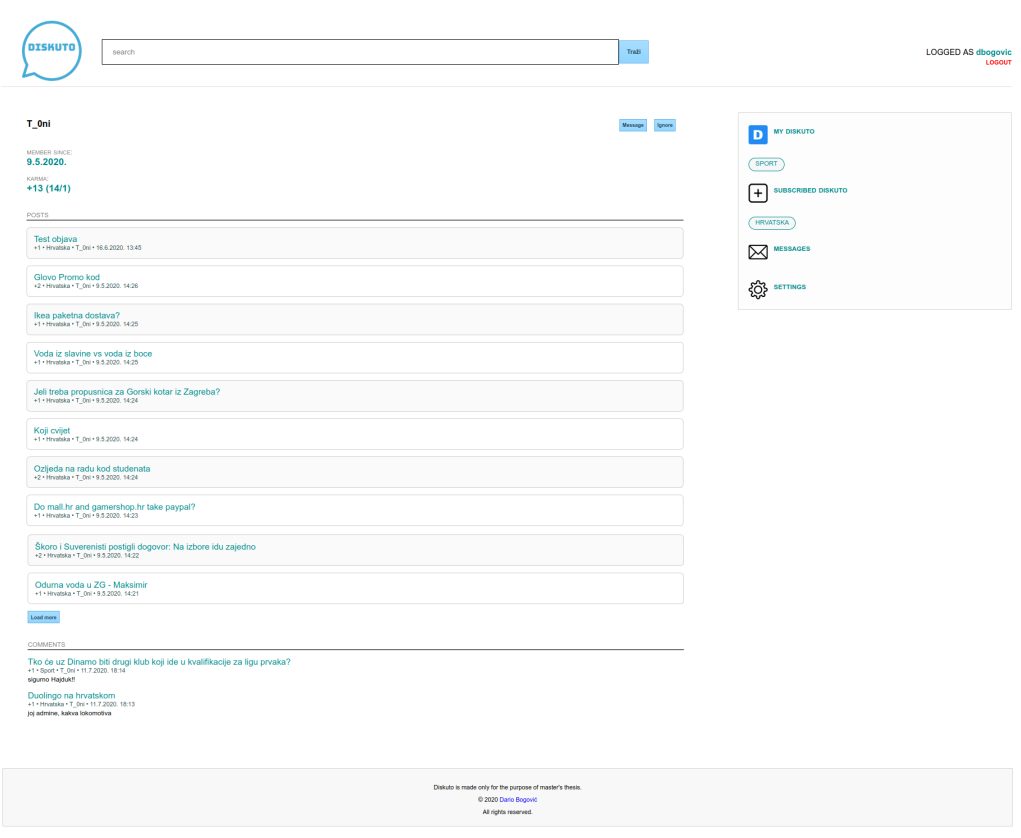 DISKUTO
search
Traži
LOGGED AS dbogovic
LOGOUT
T_0ni
Message
Ignore
MEMBER SINCE:
9.5.2020.
KARMA:
+13 (14/1)
POSTS
Test objava
+1 • Hrvatska • T_0ni • 16.6.2020. 13:45
Glovo Promo kod
+2 • Hrvatska • T_0ni • 9.5.2020. 14:26
Ikea paketna dostava?
+1 • Hrvatska • T_0ni • 9.5.2020. 14:25
Voda iz slavine vs voda iz boce
+1 • Hrvatska • T_0ni • 9.5.2020. 14:25
Jeli treba propusnica za Gorski kotar iz Zagreba?
+1 • Hrvatska • T_0ni • 9.5.2020. 14:24
Koji cvijet
+1 • Hrvatska • T_0ni • 9.5.2020. 14:24
Ozljeda na radu kod studenata
+2 • Hrvatska • T_0ni • 9.5.2020. 14:24
Do mall.hr and gamershop.hr take paypal?
+1 • Hrvatska • T_0ni • 9.5.2020. 14:23
Škoro i Suverenisti postigli dogovor: Na izbore idu zajedno
+2 • Hrvatska • T_0ni • 9.5.2020. 14:22
Odurna voda u ZG - Maksimir
+1 • Hrvatska • T_0ni • 9.5.2020. 14:21
Load more
COMMENTS
Tko će uz Dinamo biti drugi klub koji ide u kvalifikacije za ligu prvaka?
+1 • Sport • T_0ni • 11.7.2020. 18:14
sigurno Hajduk!!
Duolingo na hrvatskom
+1 • Hrvatska • T_0ni • 11.7.2020. 18:13
joj admine, kakva lokomotiva
D MY DISKUTO
SPORT
SUBSCRIBED DISKUTO
HRVATSKA
MESSAGES
SETTINGS
Diskuto is made only for the purpose of master's thesis.
© 2020 Dario Bogović
All rights reserved.